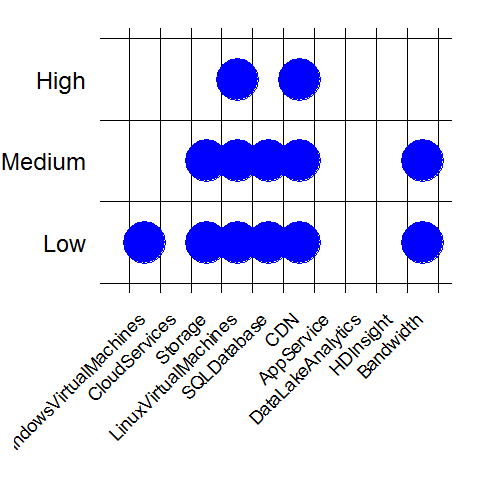 High
Medium
Low
ndowsVirtualMachines
CloudServices
Storage
LinuxVirtualMachines
SQLDatabase
CDN
AppService
DataLakeAnalytics
HDInsight
Bandwidth